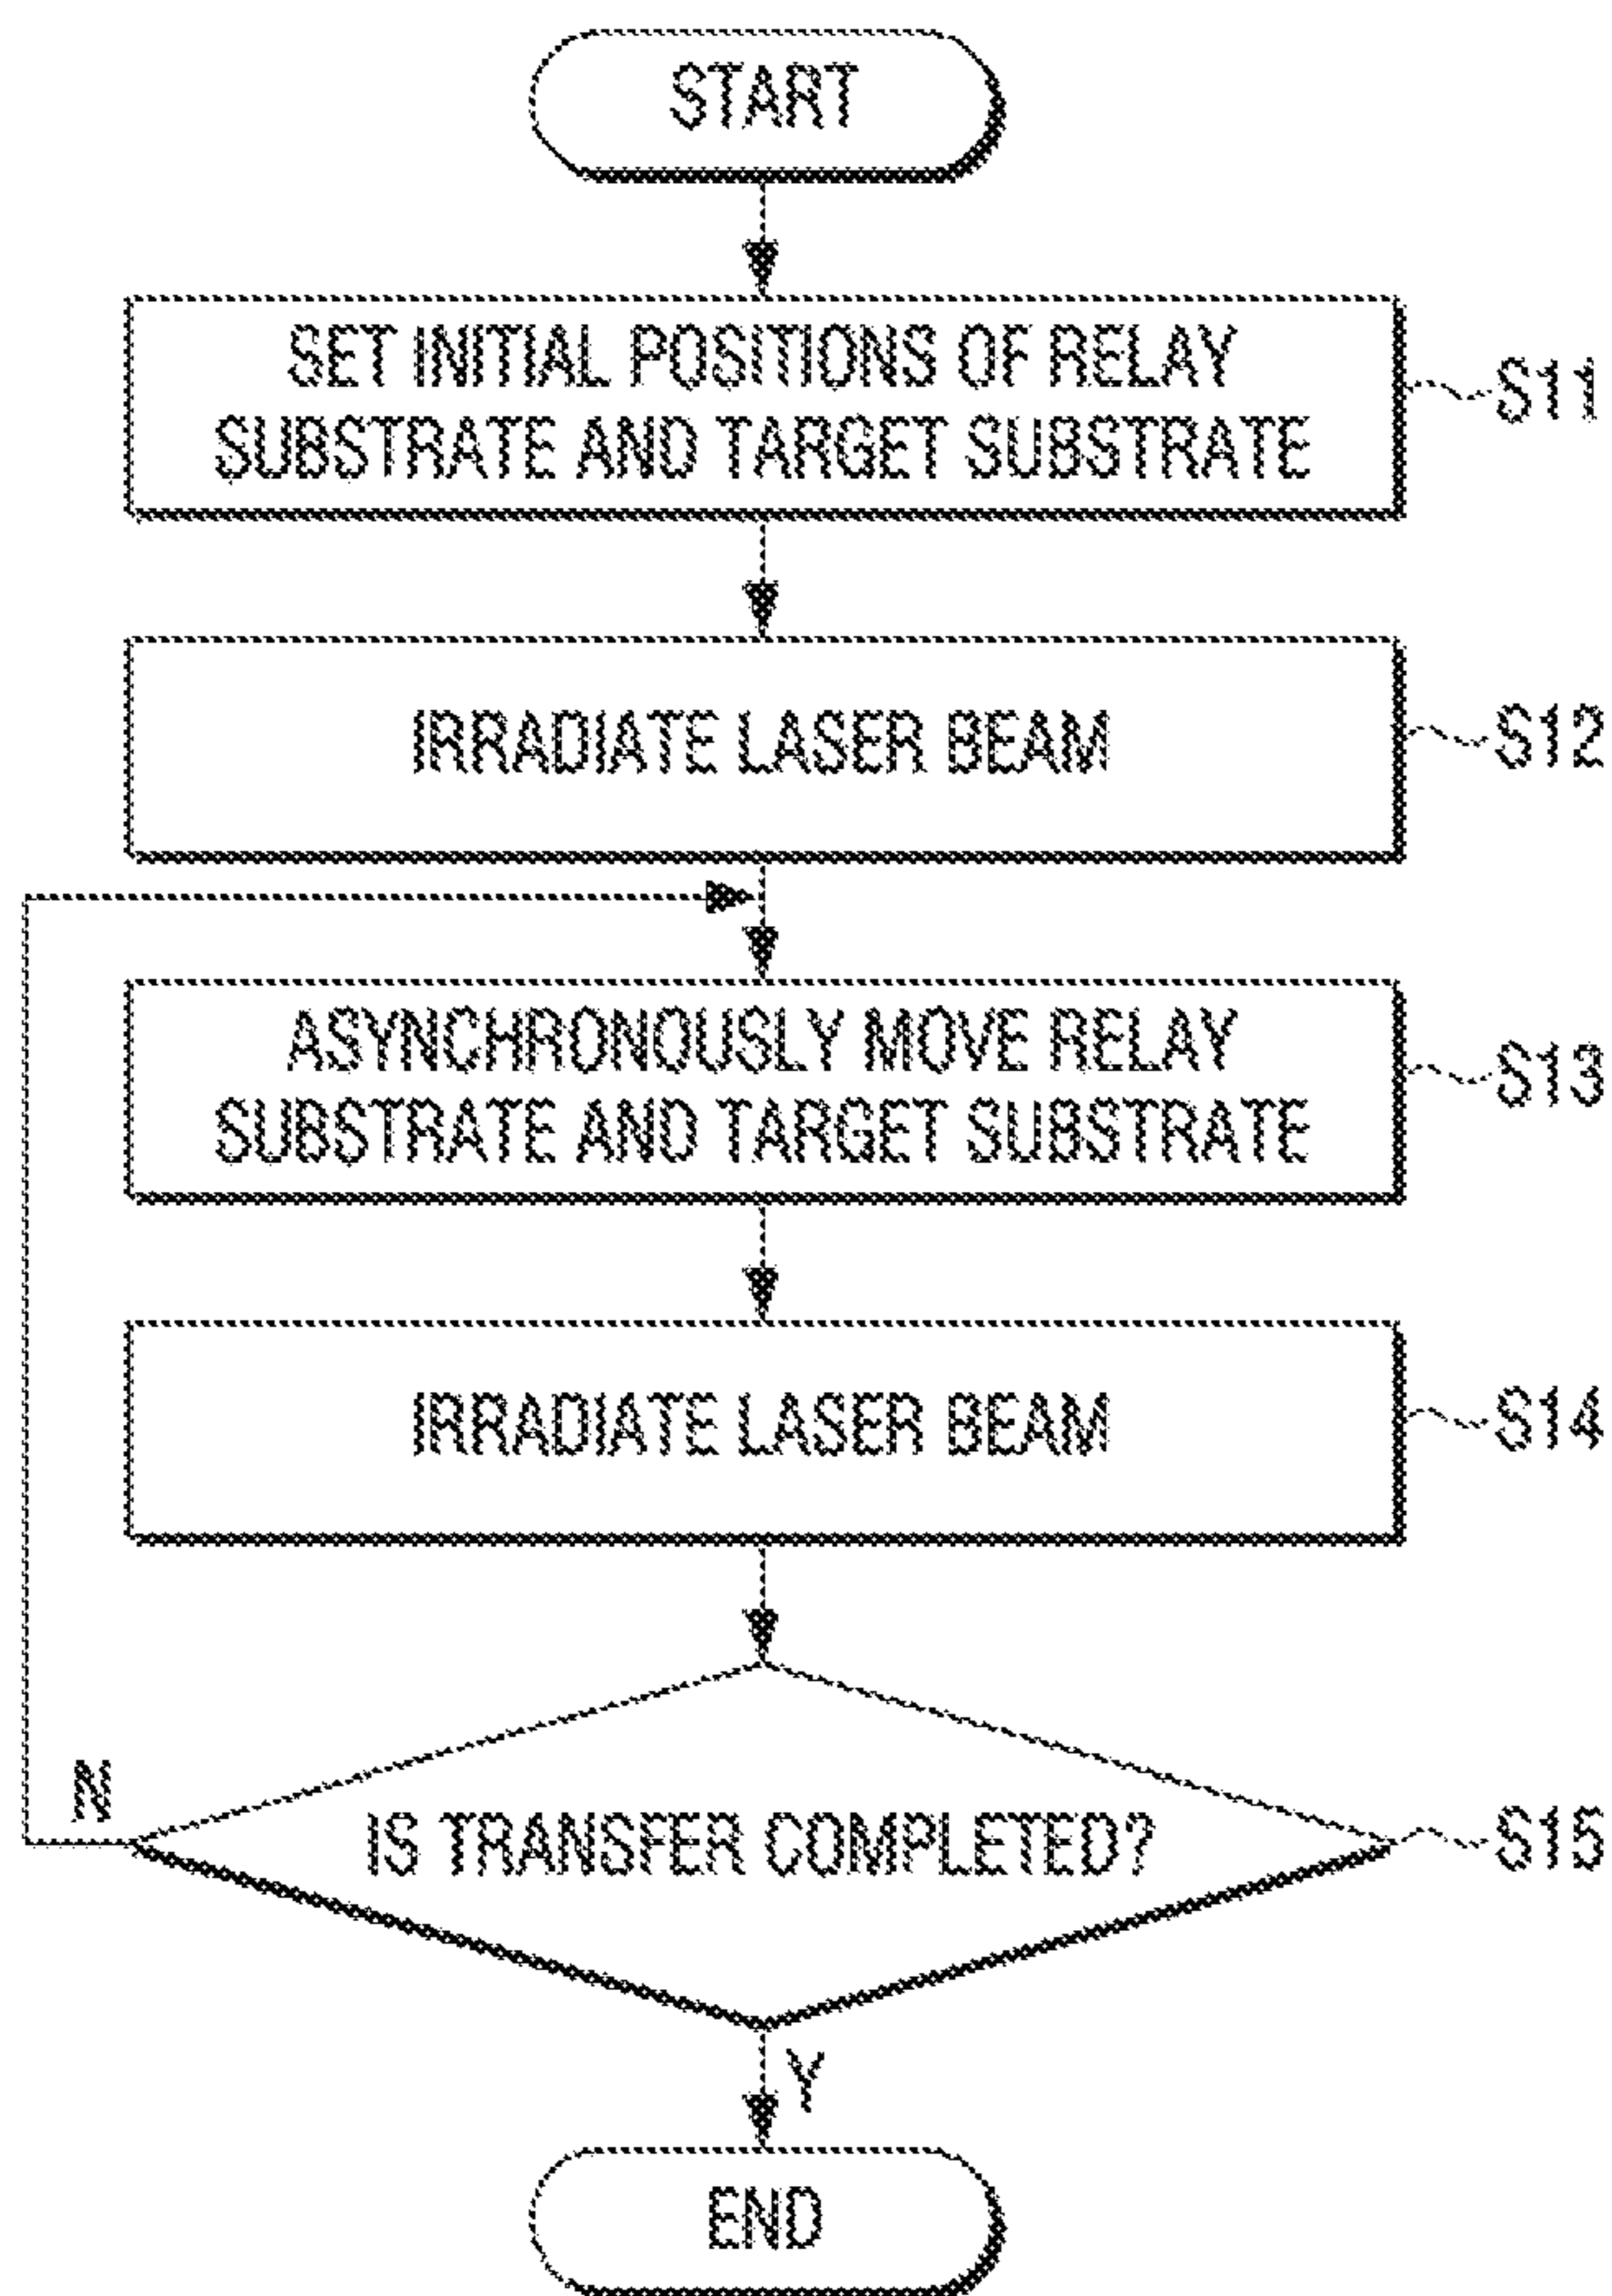 START
SET INITIAL POSITIONS OF RELAY
SUBSTRATE AND TARGET SUBSTRATE
S11
IRRADIATE LASER BEAM
S12
ASYNCHRONOUSLY MOVE RELAY
SUBSTRATE AND TARGET SUBSTRATE
S13
IRRADIATE LASER BEAM
S14
N
IS TRANSFER COMPLETED?
S15
Y
END